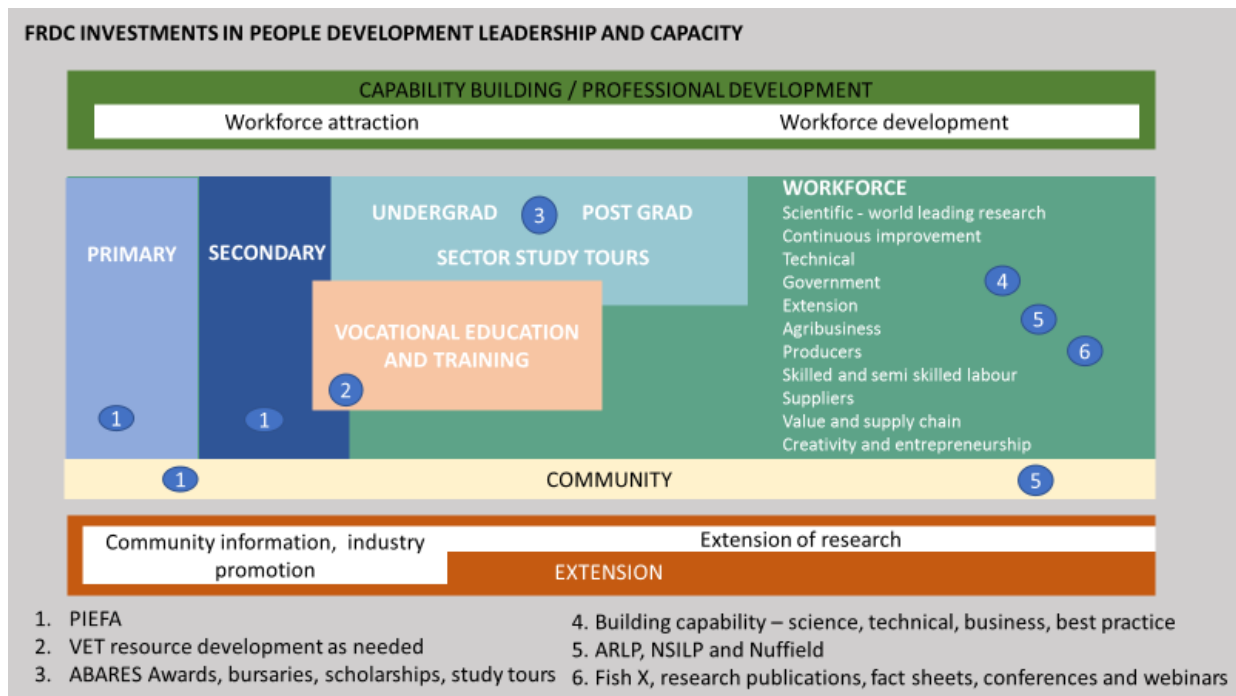 FRDC INVESTMENTS IN PEOPLE DEVELOPMENT LEADERSHIP AND CAPACITY
CAPABILITY BUILDING / PROFESSIONAL DEVELOPMENT
Workforce attraction
Workforce development
PRIMARY
1
SECONDARY
1
UNDERGRAD
3
POST GRAD
SECTOR STUDY TOURS
VOCATIONAL EDUCATION
AND TRAINING
2
WORKFORCE
Scientific - world leading research
Continuous improvement
Technical
Government
Extension
Agribusiness
Producers
Skilled and semi skilled labour
Suppliers
Value and supply chain
Creativity and entrepreneurship
4
5
6
1
COMMUNITY
5
Community information, industry
promotion
Extension of research
EXTENSION
1. PIEFA
2. VET resource development as needed
3. ABARES Awards, bursaries, scholarships, study tours
4. Building capability – science, technical, business, best practice
5. ARLP, NSILP and Nuffield
6. Fish X, research publications, fact sheets, conferences and webinars